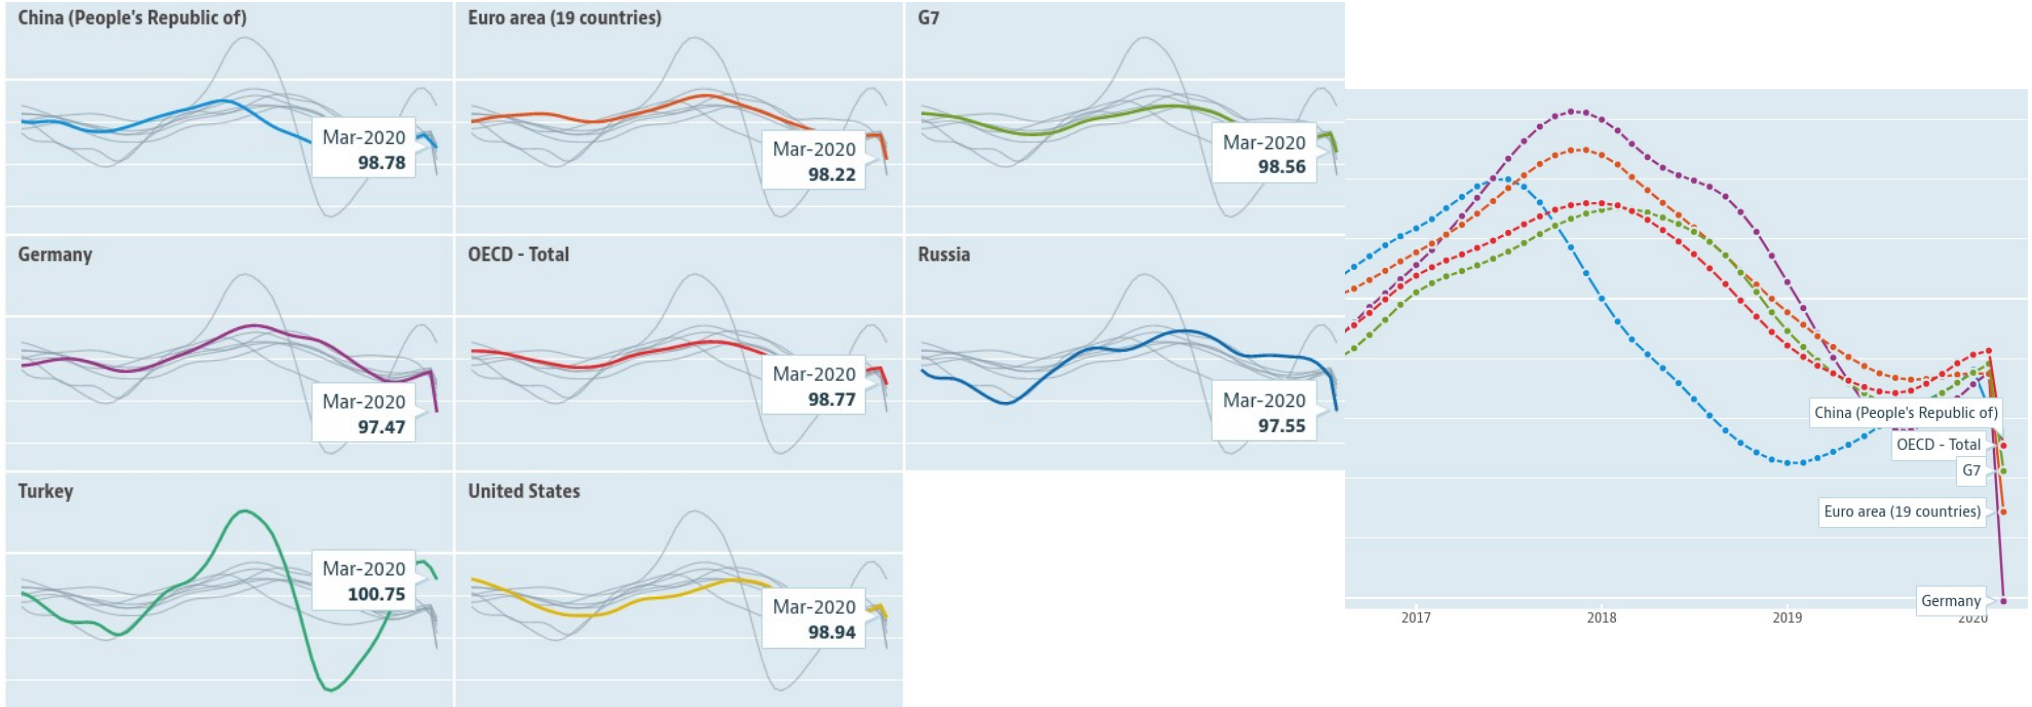 China (People's Republic of)
Mar-2020
98.78
Euro area (19 countries)
Mar-2020
98.22
G7
Mar-2020
98.56
Germany
Mar-2020
97.47
OECD - Total
Mar-2020
98.77
Russia
Mar-2020
97.55
Turkey
Mar-2020
100.75
United States
Mar-2020
98.94
China (People's Republic of)
OECD - Total
G7
Euro area (19 countries)
Germany
2017
2018
2019
2020